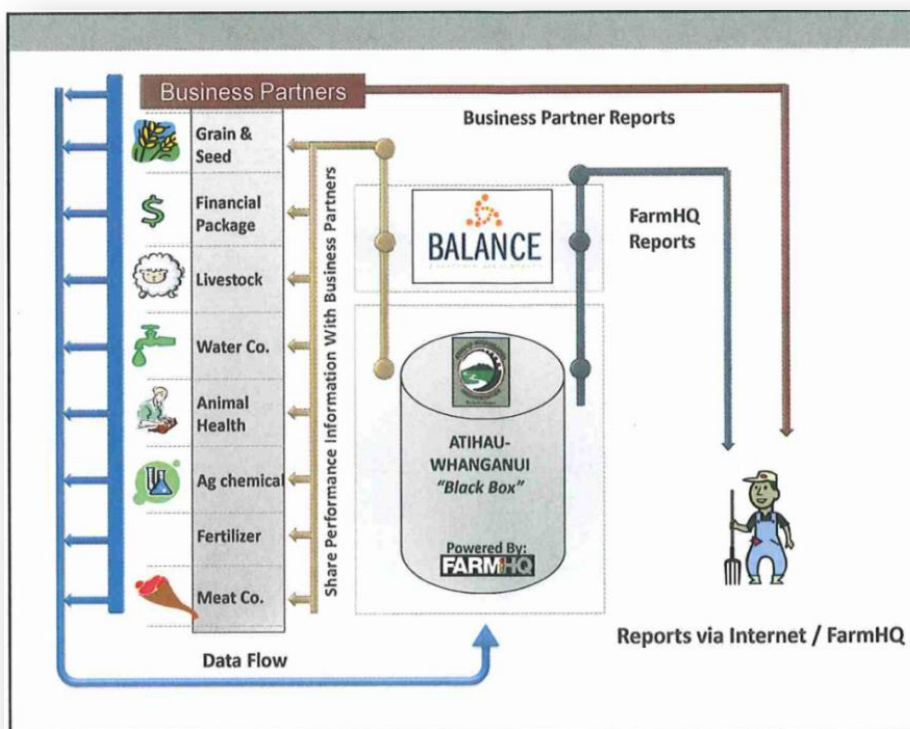 Business Partners
Grain &
Seed
Financial
Package
Livestock
Water Co.
Animal
Health
Ag chemical
Fertilizer
Meat Co.
Data Flow
Share Performance Information With Business Partners
Business Partner Reports
BALANCE
FarmHQ
Reports
ATIHAU-
WHANGANUI
"Black Box"
Powered By:
FARMHQ
Reports via Internet / FarmHQ